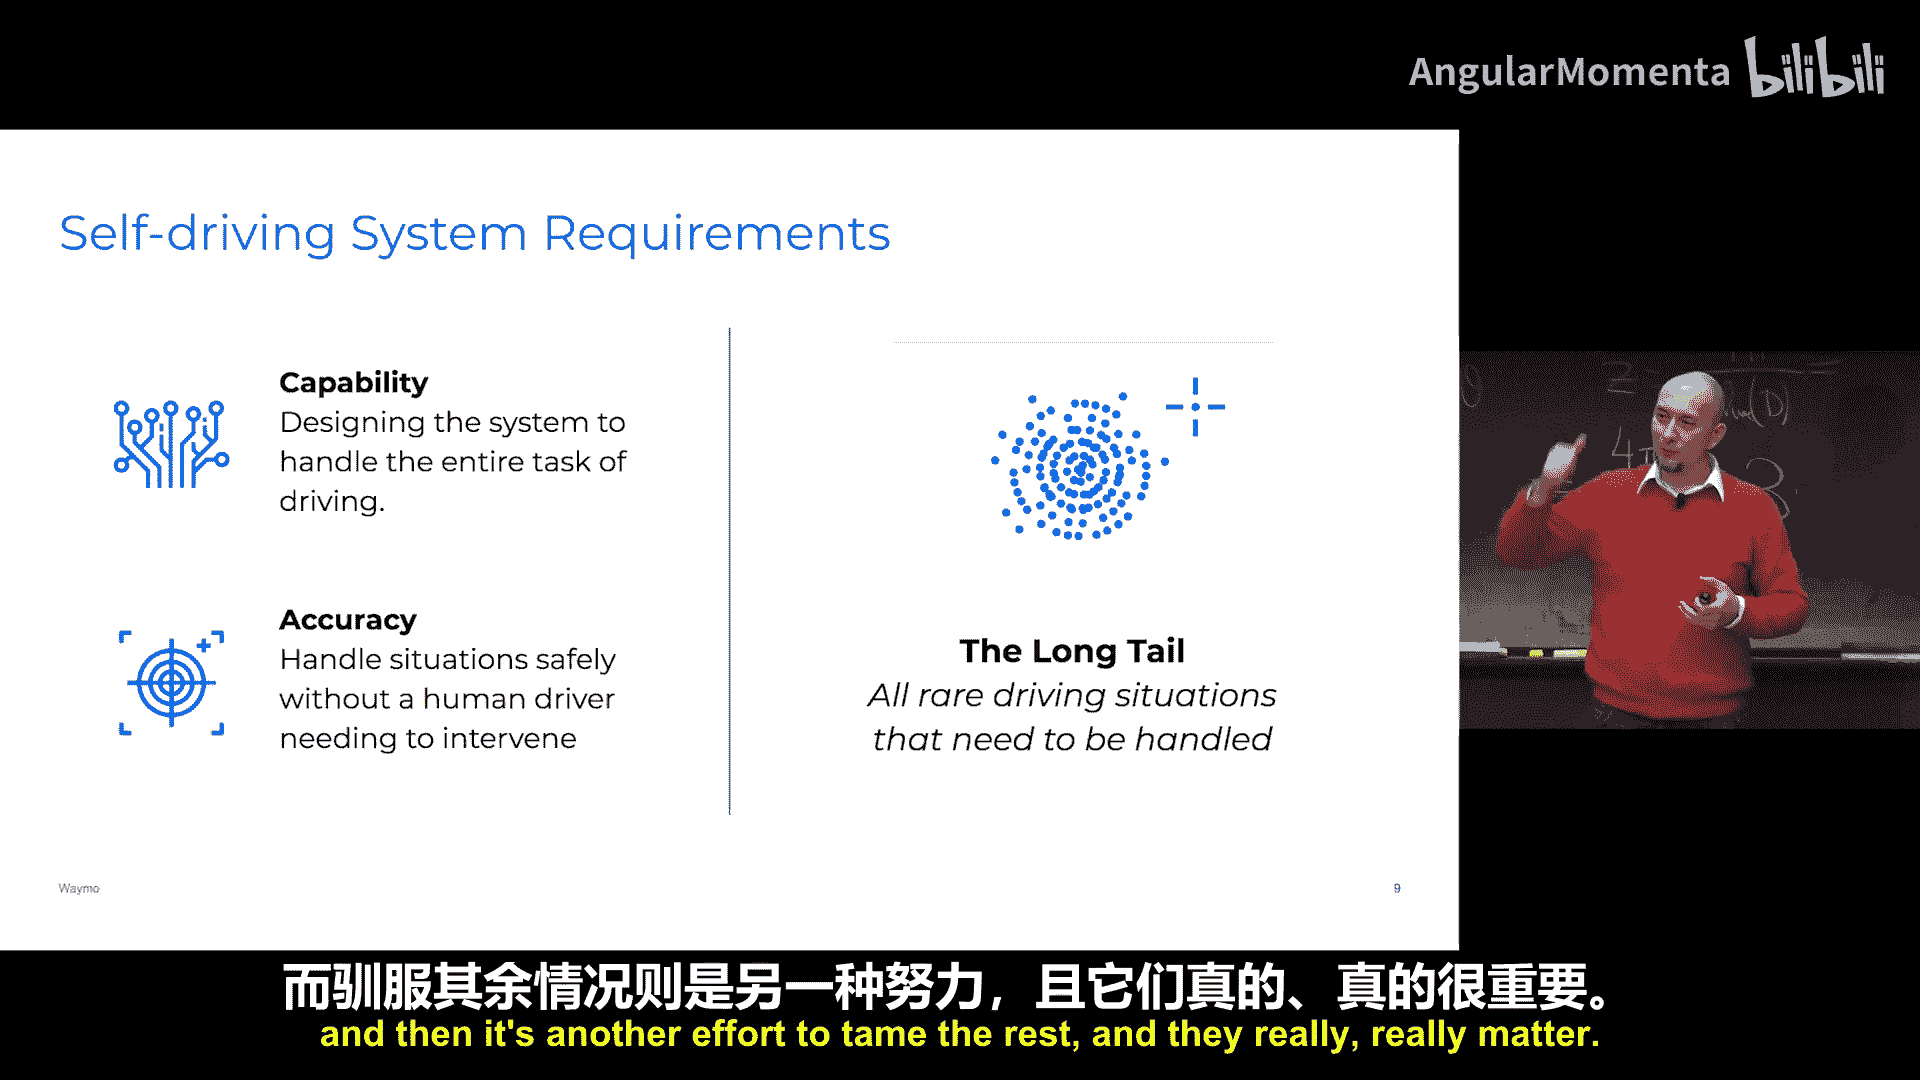 AngularMomenta bilibili
Self-driving System Requirements
Capability
Designing the system to
handle the entire task of
driving.
Accuracy
Handle situations safely
without a human driver
needing to intervene
The Long Tail
All rare driving situations
that need to be handled
Waymo
9
而驯服其余情况则是另一种努力，且它们真的、真的很重要。
and then it's another effort to tame the rest, and they really, really matter.